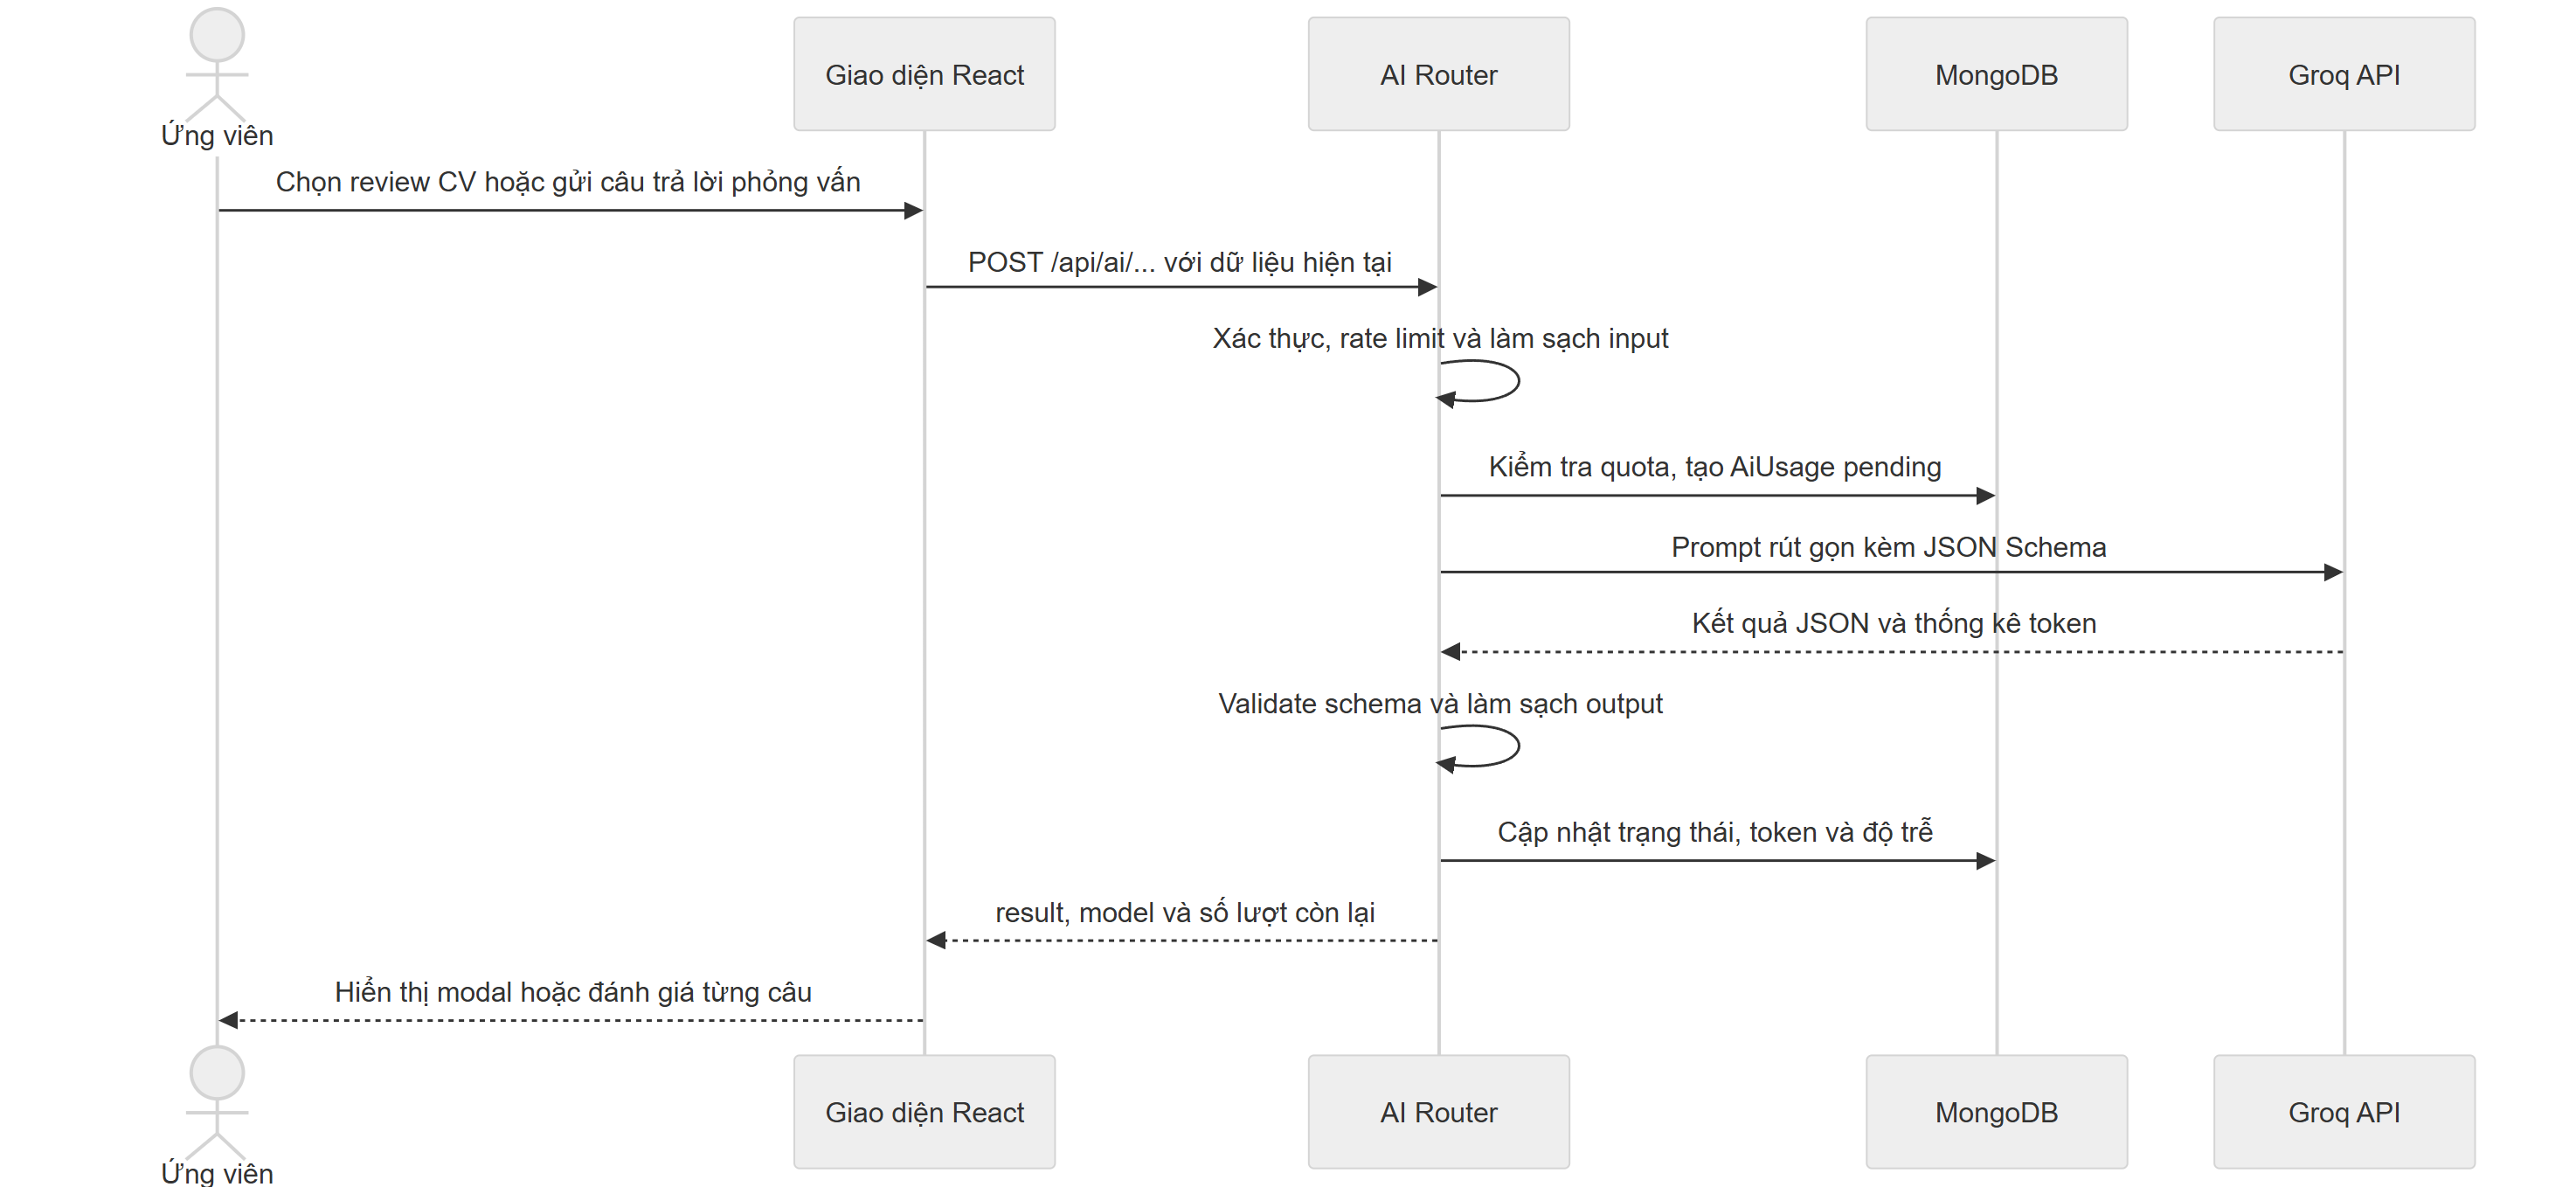 Ứng viên
Giao diện React
AI Router
MongoDB
Groq API
Chọn review CV hoặc gửi câu trả lời phỏng vấn
POST /api/ai/... với dữ liệu hiện tại
Xác thực, rate limit và làm sạch input
Kiểm tra quota, tạo AiUsage pending
Prompt rút gọn kèm JSON Schema
Kết quả JSON và thống kê token
Validate schema và làm sạch output
Cập nhật trạng thái, token và độ trễ
result, model và số lượt còn lại
Hiển thị modal hoặc đánh giá từng câu
Ứng viên
Giao diện React
AI Router
MongoDB
Groq API